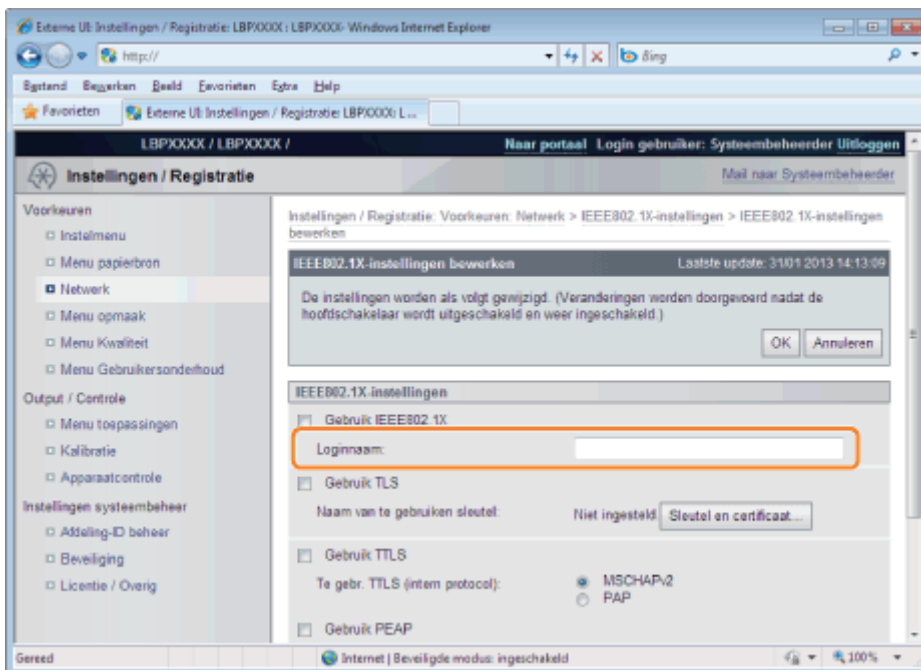 Externe UI: Instellingen / Registratie: LBPXXXX : LBPXXXX- Windows Internet Explorer
http://
Bing
Bestand Bewerken Beeld Favorieten Extra Help
Favorieten
Externe UI: Instellingen / Registratie: LBPXXXX: L...
LBPXXXX / LBPXXXX /
Naar portaal Login gebruiker: Systeembeheerder Uitloggen
Instellingen / Registratie
Mail naar Systeembeheerder
Voorkeuren
Instelmenu
Menu papierbron
Netwerk
Menu opmaak
Menu Kwaliteit
Menu Gebruikersonderhoud
Output / Controle
Menu toepassingen
Kalibratie
Apparaatcontrole
Instellingen systeembeheer
Afdeling-ID beheer
Beveiliging
Licentie / Overig
Instellingen / Registratie: Voorkeuren: Netwerk > IEEE802.1X-instellingen > IEEE802.1X-instellingen
bewerken
IEEE802.1X-instellingen bewerken
Laatste update: 31/01 2013 14:13:09
De instellingen worden als volgt gewijzigd. (Veranderingen worden doorgevoerd nadat de
hoofdschakelaar wordt uitgeschakeld en weer ingeschakeld.)
OK Annuleren
IEEE802.1X-instellingen
Gebruik IEEE802.1X
Loginnaam:
Gebruik TLS
Naam van te gebruiken sleutel: Niet ingesteld Sleutel en certificaat...
Gebruik TTLS
Te gebr. TTLS (intern protocol): MSCHAPv2
PAP
Gebruik PEAP
Gereed
Internet | Beveiligde modus: ingeschakeld
100%